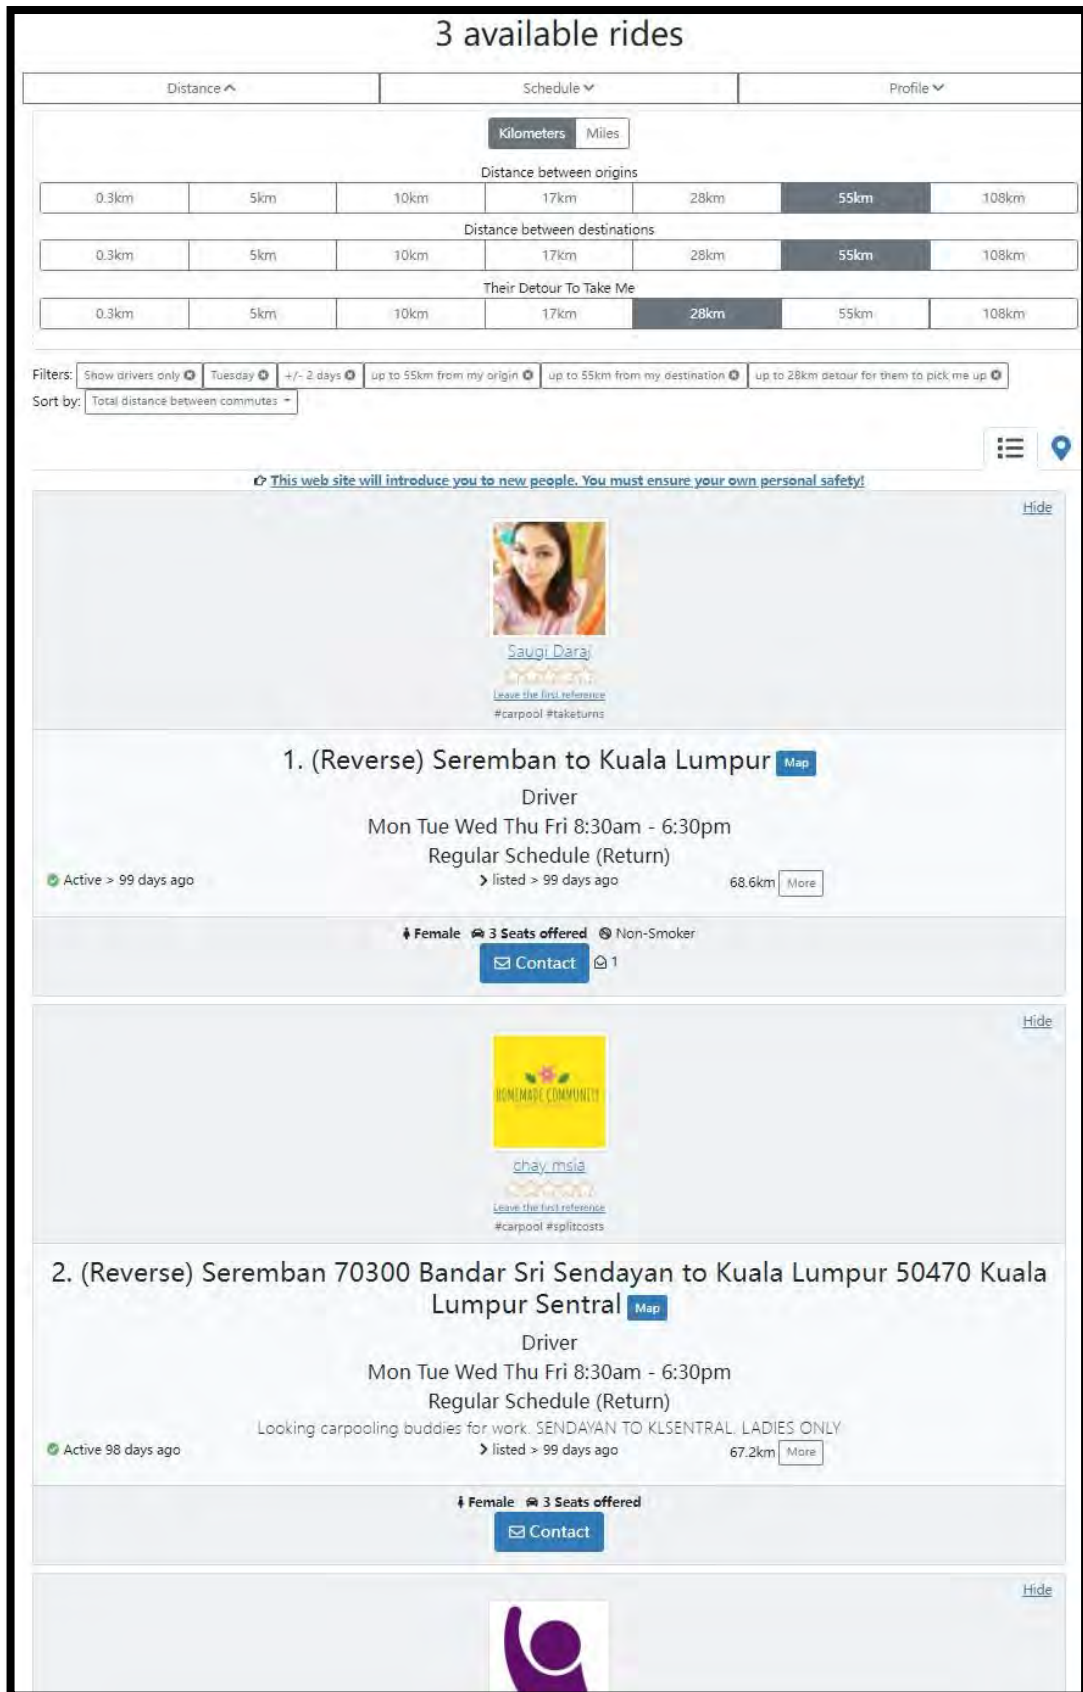 3 available rides
Distance Schedule Profile
Kilometers Miles
Distance between origins
0.3km 5km 10km 17km 28km 55km 108km
Distance between destinations
0.3km 5km 10km 17km 28km 55km 108km
Their Detour To Take Me
0.3km 5km 10km 17km 28km 55km 108km
Filters: Show drivers only Tuesday +/- 2 days up to 55km from my origin up to 55km from my destination up to 28km detour for them to pick me up
Sort by: Total distance between commutes
This web site will introduce you to new people. You must ensure your own personal safety!
Hide
Saugi Daraj
Leave the first reference
#carpool #taketurns
1. (Reverse) Seremban to Kuala Lumpur Map
Driver
Mon Tue Wed Thu Fri 8:30am - 6:30pm
Regular Schedule (Return)
Active > 99 days ago listed > 99 days ago 68.6km More
Female 3 Seats offered Non-Smoker
Contact 1
Hide
HOMEMADE COMMUNITY
chay msia
Leave the first reference
#carpool #splitcosts
2. (Reverse) Seremban 70300 Bandar Sri Sendayan to Kuala Lumpur 50470 Kuala
Lumpur Sentral Map
Driver
Mon Tue Wed Thu Fri 8:30am - 6:30pm
Regular Schedule (Return)
Looking carpooling buddies for work. SENDAYAN TO KLSENTRAL. LADIES ONLY
Active 98 days ago listed > 99 days ago 67.2km More
Female 3 Seats offered
Contact
Hide